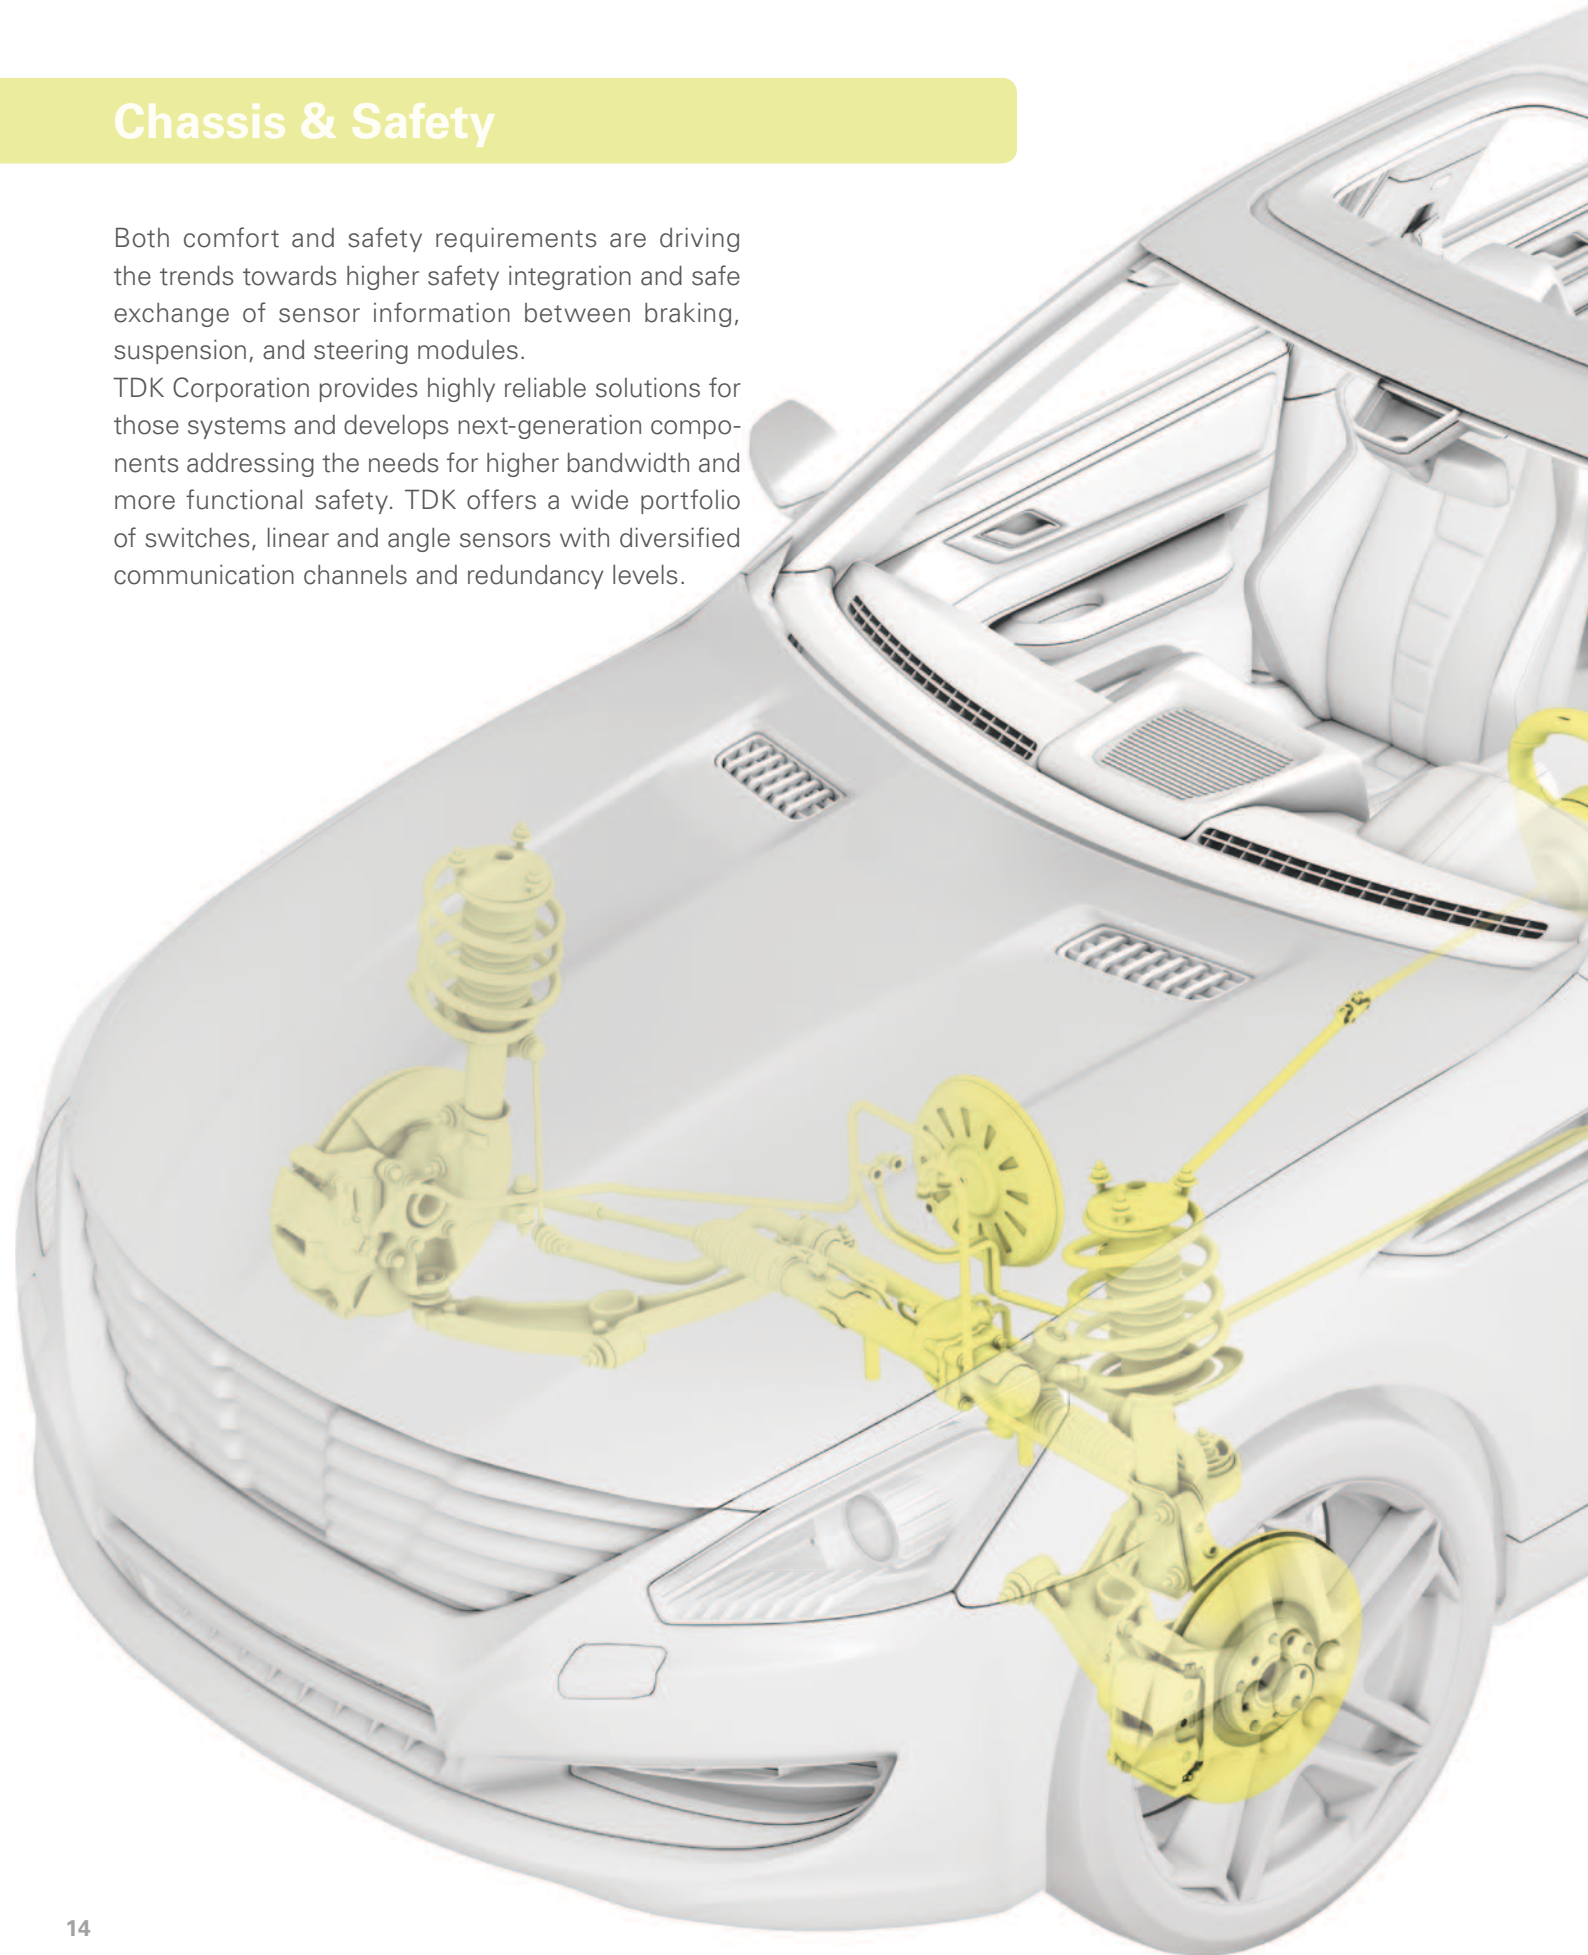 Chassis & Safety
Both comfort and safety requirements are driving
the trends towards higher safety integration and safe
exchange of sensor information between braking,
suspension, and steering modules.
TDK Corporation provides highly reliable solutions for
those systems and develops next-generation compo-
nents addressing the needs for higher bandwidth and
more functional safety. TDK offers a wide portfolio
of switches, linear and angle sensors with diversified
communication channels and redundancy levels.
14